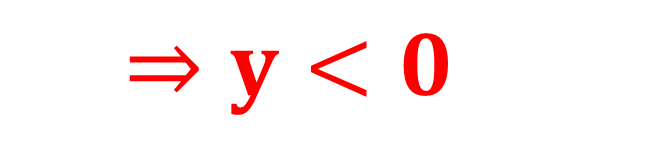 ⇒ y < 0